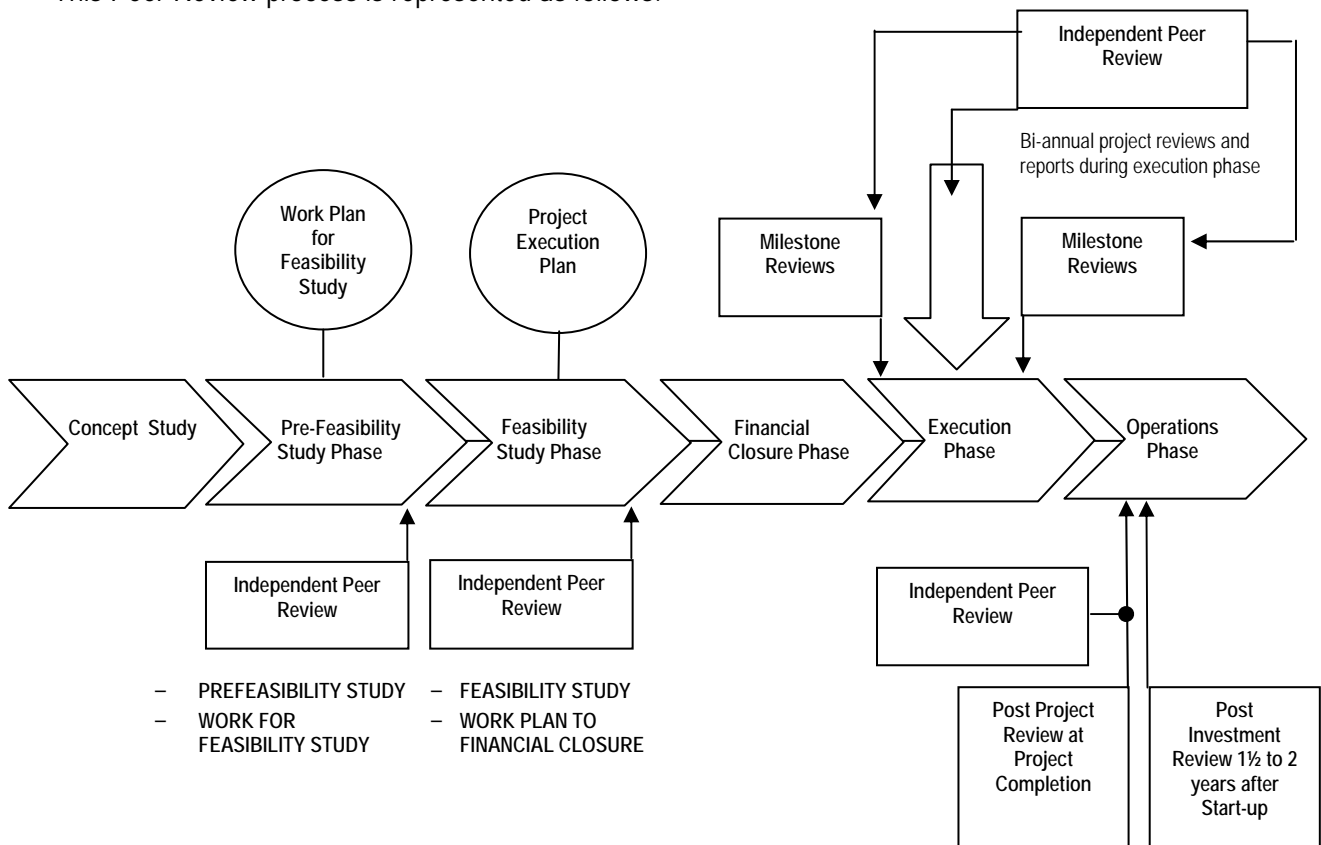 This Peer Review process is represented as follows:
Independent Peer
Review
Bi-annual project reviews and
reports during execution phase
Work Plan
for
Feasibility
Study
Project
Execution
Plan
Milestone
Reviews
Milestone
Reviews
Concept Study
Pre-Feasibility
Study Phase
Feasibility
Study Phase
Financial
Closure Phase
Execution
Phase
Operations
Phase
Independent Peer
Review
Independent Peer
Review
Independent Peer
Review
– PREFEASIBILITY STUDY
– WORK FOR
FEASIBILITY STUDY
– FEASIBILITY STUDY
– WORK PLAN TO
FINANCIAL CLOSURE
Post Project
Review at
Project
Completion
Post
Investment
Review 1½ to 2
years after
Start-up